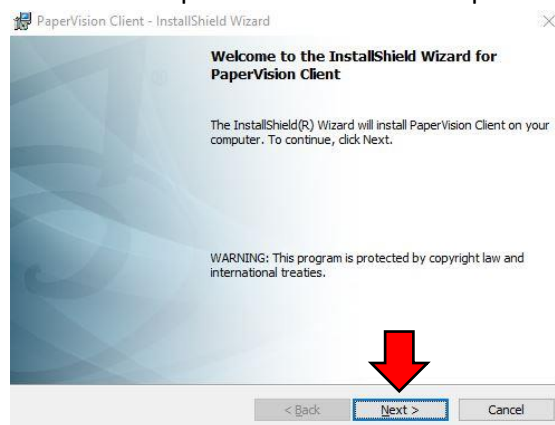 PaperVision Client - InstallShield Wizard
Welcome to the InstallShield Wizard for
PaperVision Client
The InstallShield(R) Wizard will install PaperVision Client on your
computer. To continue, click Next.
WARNING: This program is protected by copyright law and
international treaties.
< Back Next > Cancel